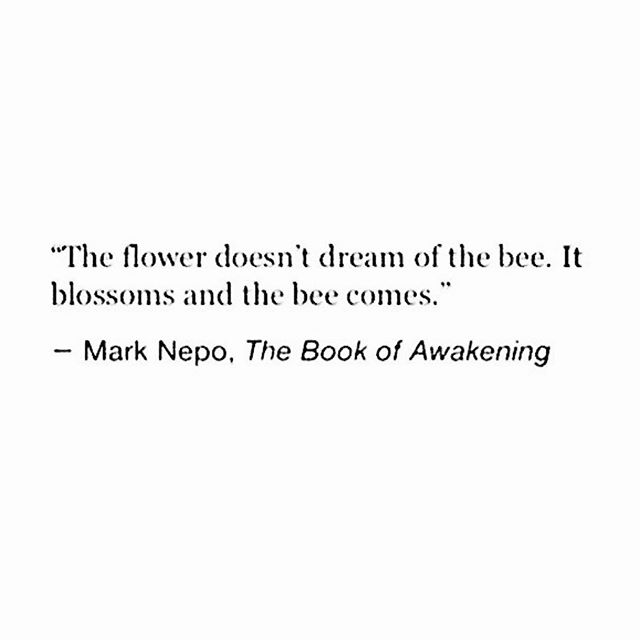 “The flower doesn’t dream of the bee. It
blossoms and the bee comes.”
– Mark Nepo, The Book of Awakening